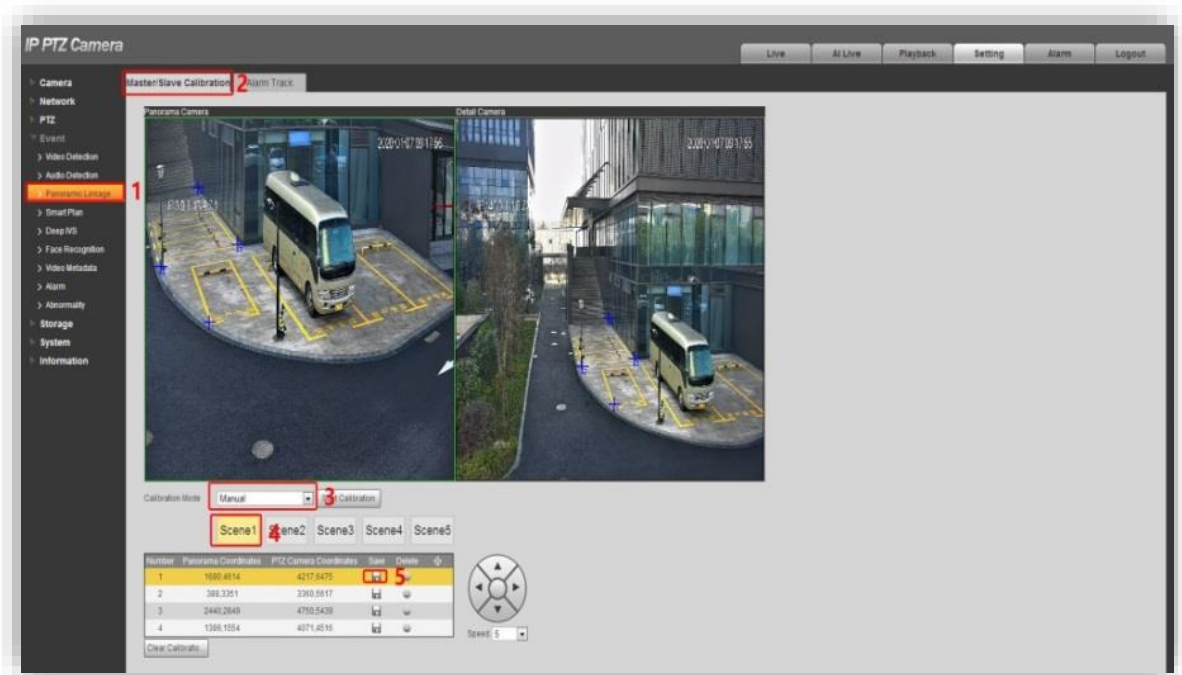 IP PTZ Camera
Live
AI Live
Playback
Setting
Alarm
Logout
Camera
Network
PTZ
Event
Video Detection
Audio Detection
Panoramic Linkage
Smart Plan
Deep IVS
Face Recognition
Video Metadata
Alarm
Abnormality
Storage
System
Information
1
Master/Slave Calibration
2
Alarm Track
Panorama Camera
Detail Camera
Calibration Mode
Manual
3
Calibration
Scene1
4
Scene2
Scene3
Scene4
Scene5
Number Panorama Coordinates PTZ Camera Coordinates Save Delete
1 1690,4614 4217,6475
5
2 388,3351 3360,5617
3 2440,2849 4750,5439
4 1389,1554 4071,4516
Speed 5
Clear Calibratio...